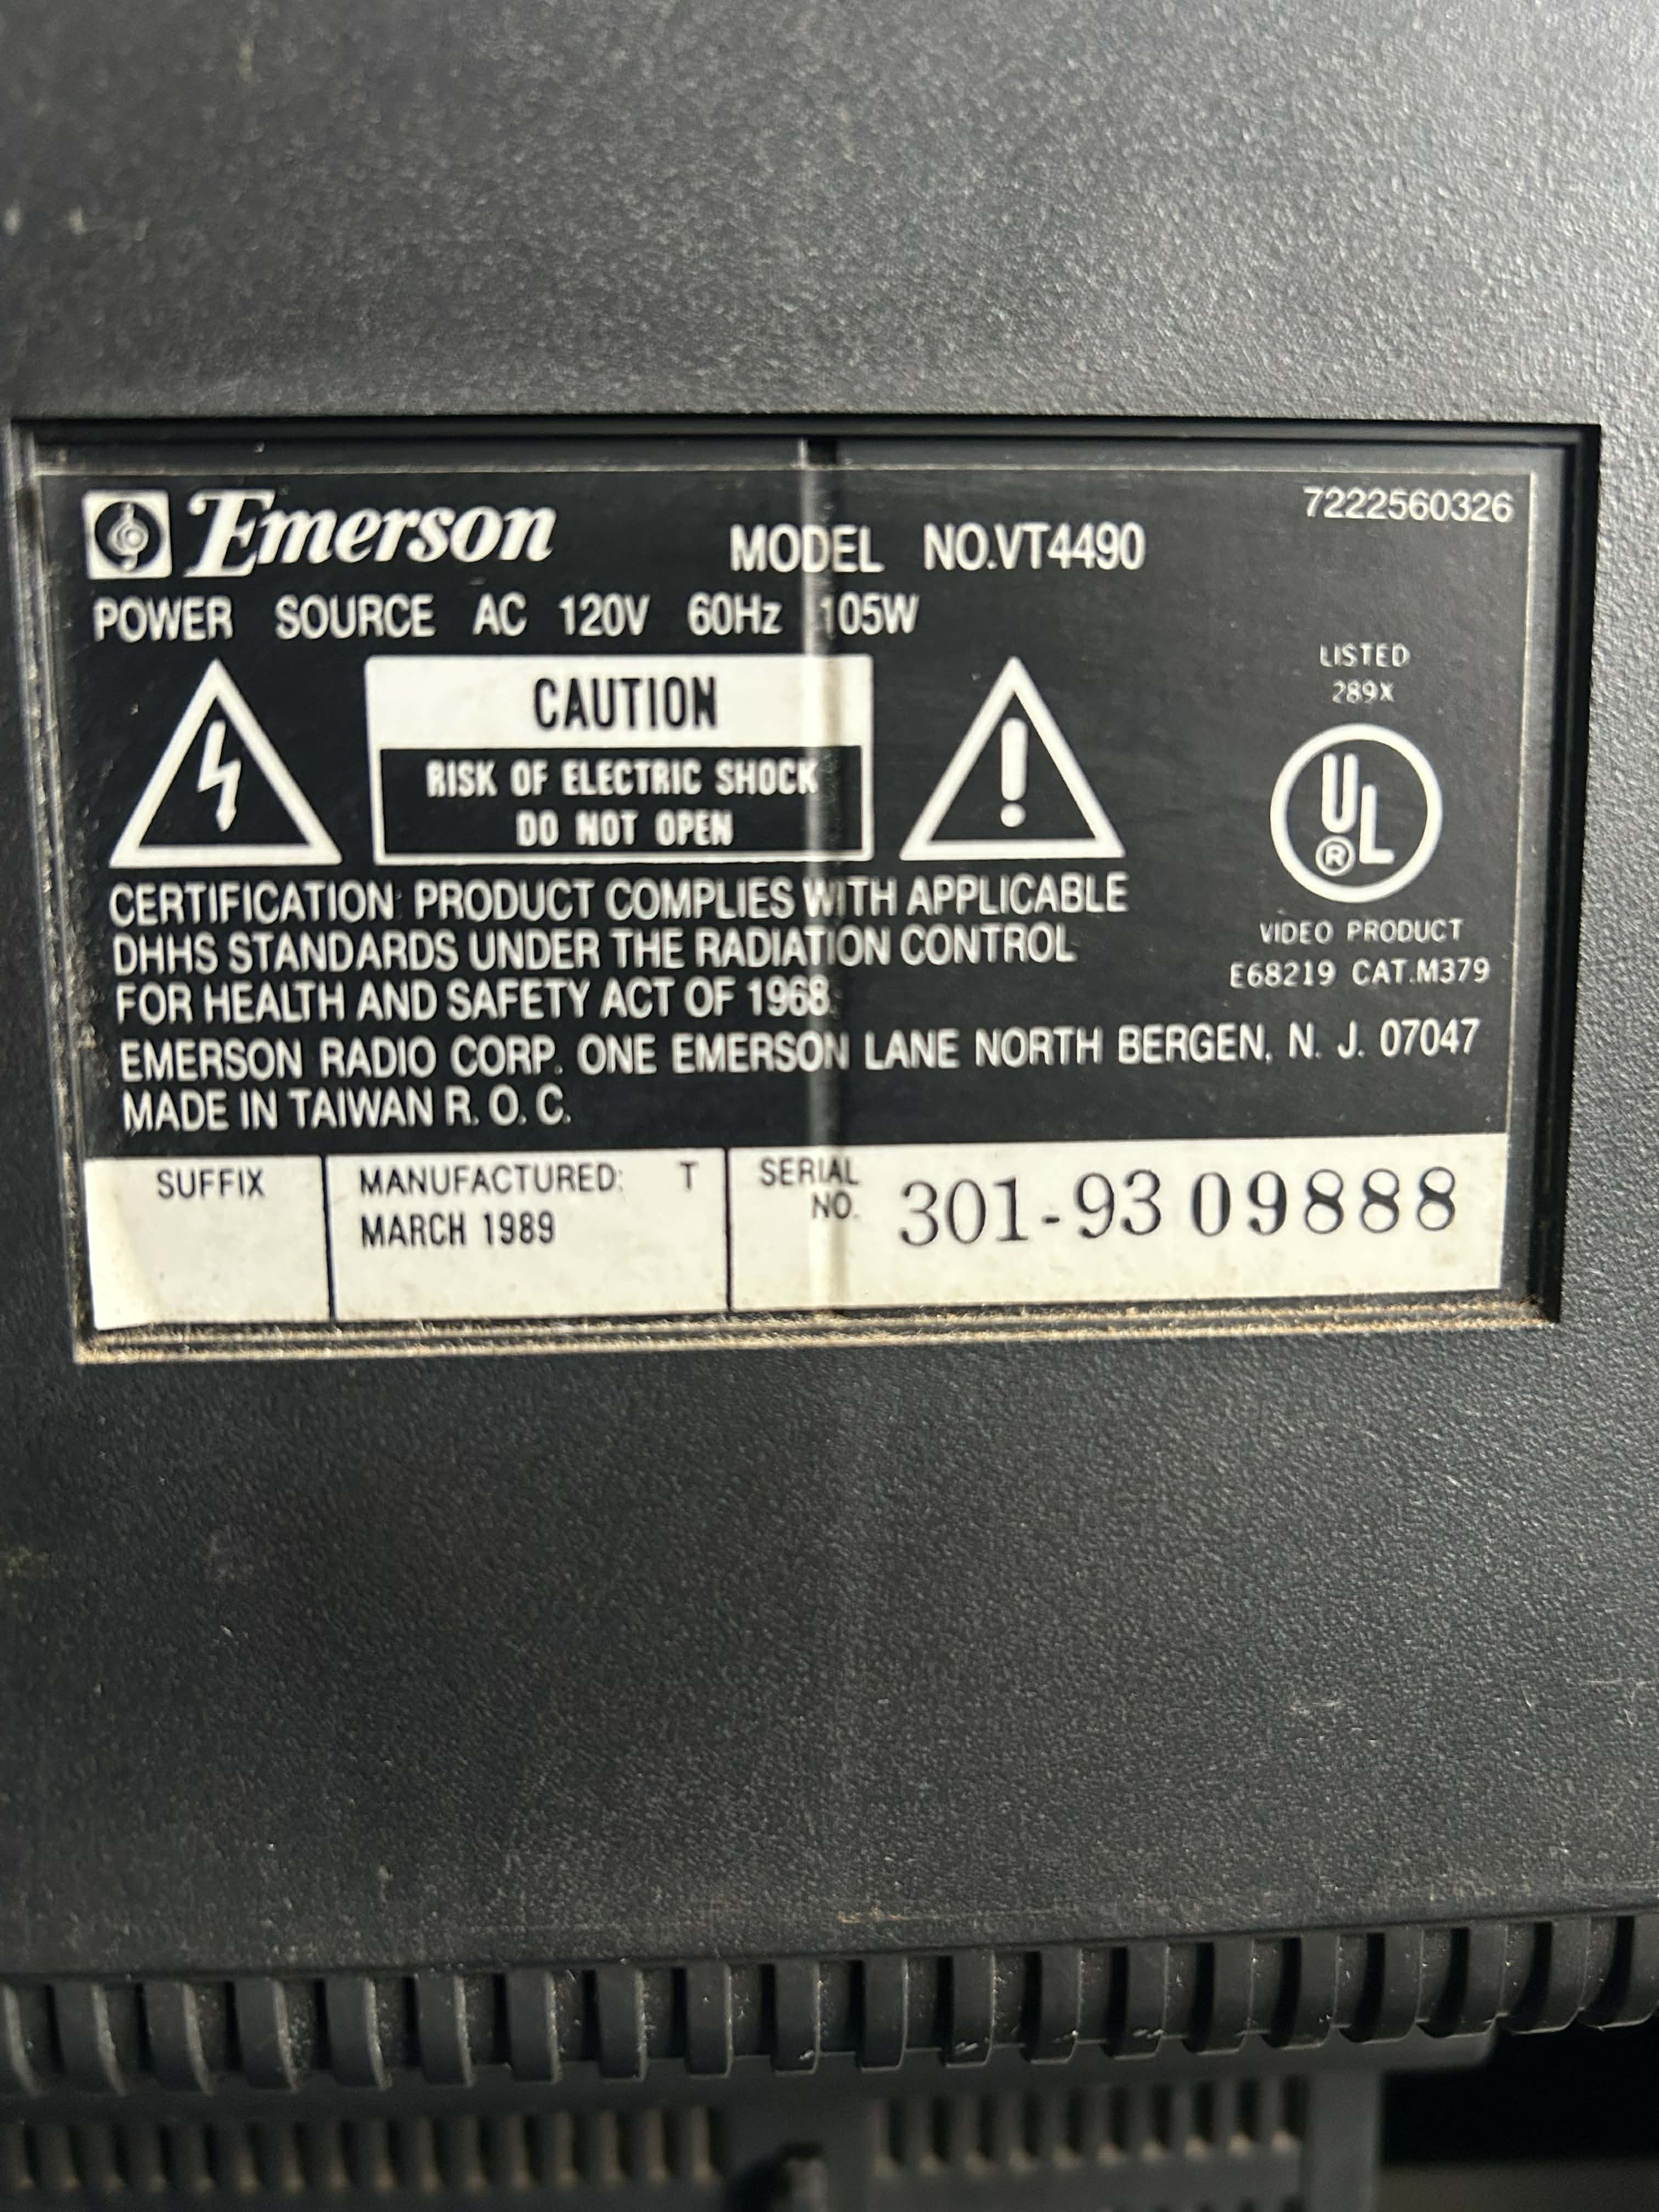 Emerson MODEL NO.VT4490 7222560326
POWER SOURCE AC 120V 60Hz 105W
LISTED
289X
CAUTION
RISK OF ELECTRIC SHOCK
DO NOT OPEN
UL
®
VIDEO PRODUCT
E68219 CAT.M379
CERTIFICATION: PRODUCT COMPLIES WITH APPLICABLE
DHHS STANDARDS UNDER THE RADIATION CONTROL
FOR HEALTH AND SAFETY ACT OF 1968.
EMERSON RADIO CORP. ONE EMERSON LANE NORTH BERGEN, N. J. 07047
MADE IN TAIWAN R. O. C.
SUFFIX
MANUFACTURED: T
MARCH 1989
SERIAL
NO. 301-93 09888